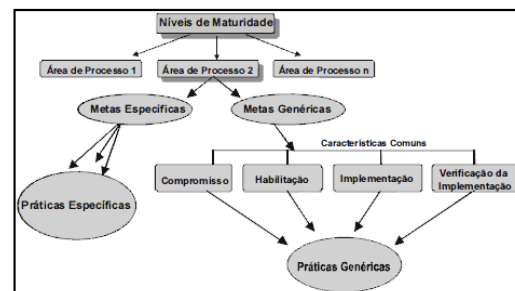 Níveis de Maturidade
Área de Processo 1
Área de Processo 2
Área de Processo n
Metas Específicas
Metas Genéricas
Características Comuns
Compromisso
Habilitação
Implementação
Verificação da
Implementação
Práticas Específicas
Práticas Genéricas